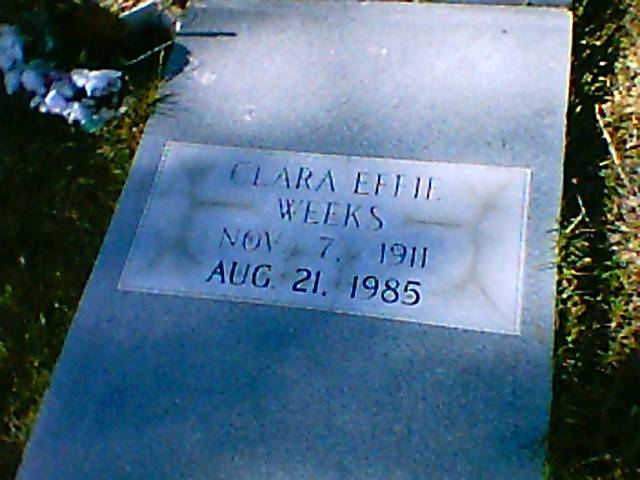 CLARA EFFIE
WEEKS
NOV. 7, 1911
AUG. 21, 1985